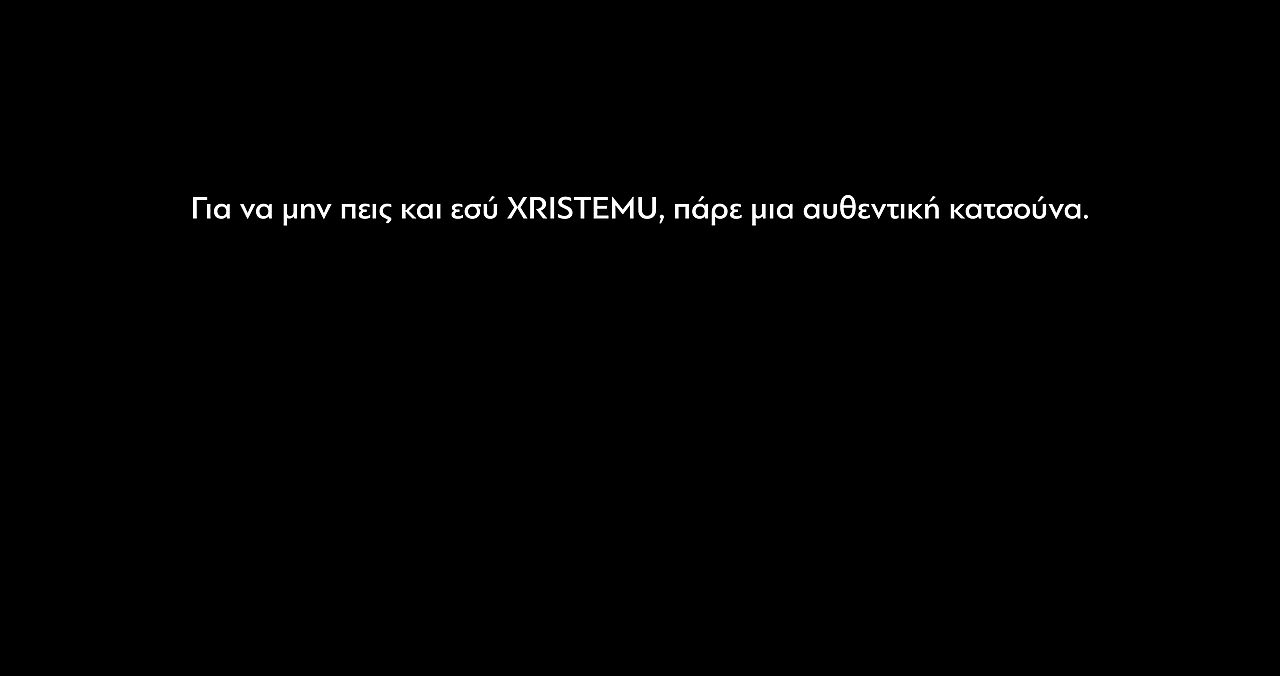 Για να μην πεις και εσύ XRISTEMU, πάρε μια αυθεντική κατσούνα.